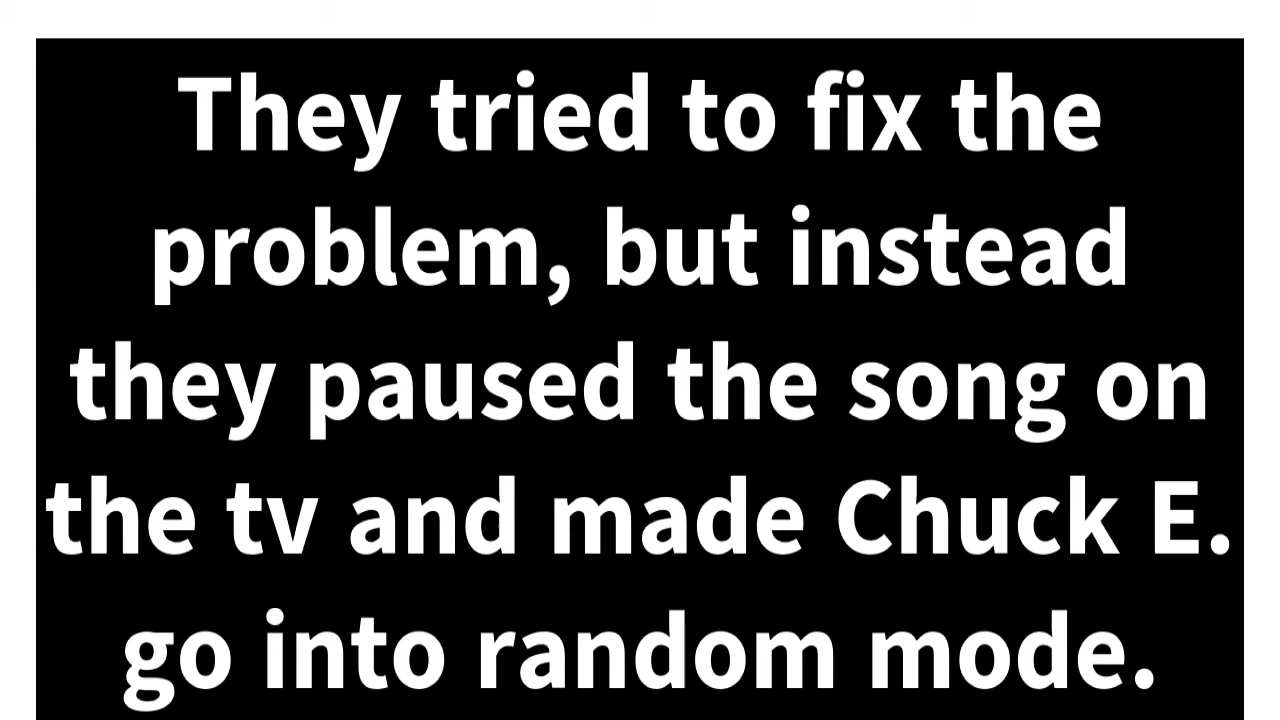 They tried to fix the
problem, but instead
they paused the song on
the tv and made Chuck E.
go into random mode.